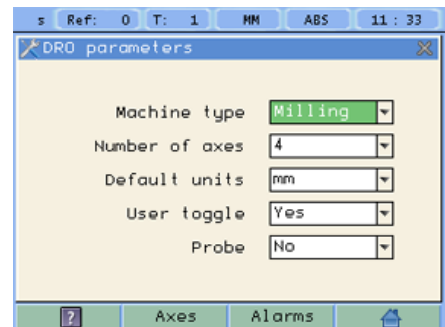 s Ref: 0 T: 1 MM ABS 11 : 33
DRO parameters
Machine type Milling
Number of axes 4
Default units mm
User toggle Yes
Probe No
? Axes Alarms